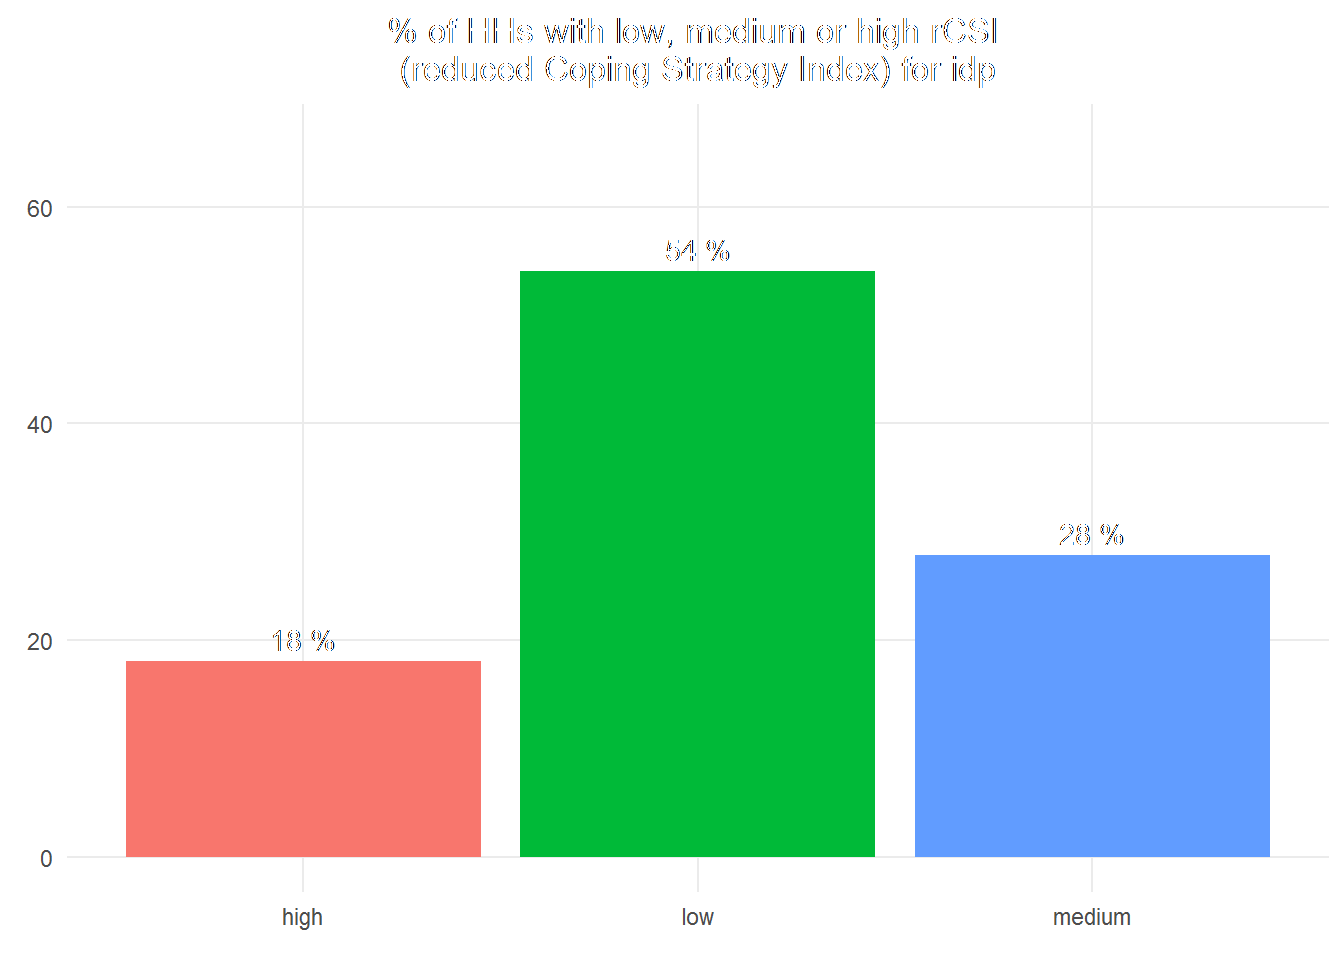 % of HHs with low, medium or high rCSI
(reduced Coping Strategy Index) for idp
60
54 %
40
28 %
20
18 %
0
high
low
medium